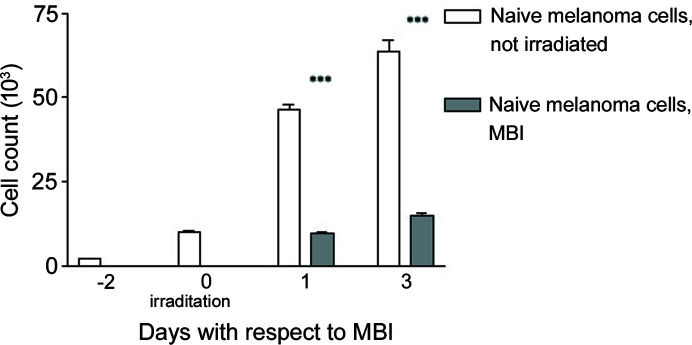 75
50
25
0
Cell count (10³)
-2
0
1
3
irraditation
Days with respect to MBI
***
***
Naive melanoma cells,
not irradiated
Naive melanoma cells,
MBI